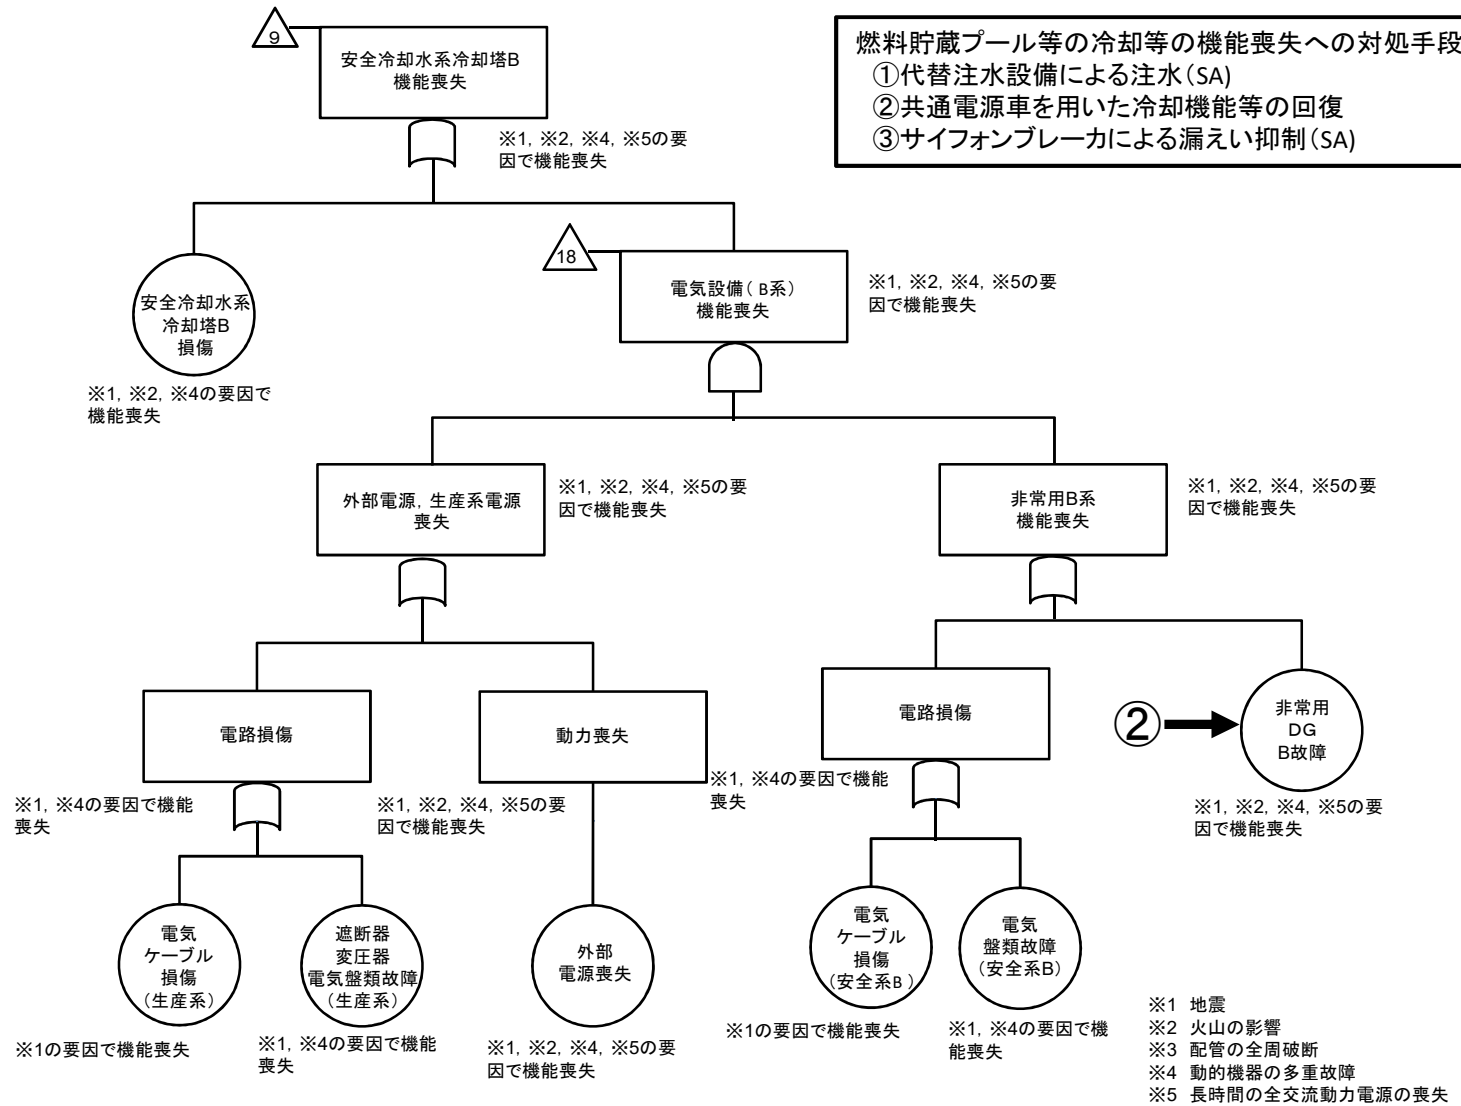 9
安全冷却水系冷却塔B
機能喪失
※1, ※2, ※4, ※5の要
因で機能喪失
燃料貯蔵プール等の冷却等の機能喪失への対処手段
①代替注水設備による注水(SA)
②共通電源車を用いた冷却機能等の回復
③サイフォンブレーカによる漏えい抑制(SA)
安全冷却水系
冷却塔B
損傷
※1, ※2, ※4の要因で
機能喪失
18
電気設備( B系)
機能喪失
※1, ※2, ※4, ※5の要
因で機能喪失
外部電源, 生産系電源
喪失
※1, ※2, ※4, ※5の要
因で機能喪失
非常用B系
機能喪失
※1, ※2, ※4, ※5の要
因で機能喪失
電路損傷
※1, ※4の要因で機能
喪失
動力喪失
※1, ※2, ※4, ※5の要
因で機能喪失
電路損傷
※1, ※4の要因で機能
喪失
②
非常用
DG
B故障
※1, ※2, ※4, ※5の要
因で機能喪失
電気
ケーブル
損傷
(生産系)
※1の要因で機能喪失
遮断器
変圧器
電気盤類故障
(生産系)
※1, ※4の要因で機能
喪失
外部
電源喪失
※1, ※2, ※4, ※5の要
因で機能喪失
電気
ケーブル
損傷
(安全系B )
※1の要因で機能喪失
電気
盤類故障
(安全系B)
※1, ※4の要因で機
能喪失
※1 地震
※2 火山の影響
※3 配管の全周破断
※4 動的機器の多重故障
※5 長時間の全交流動力電源の喪失